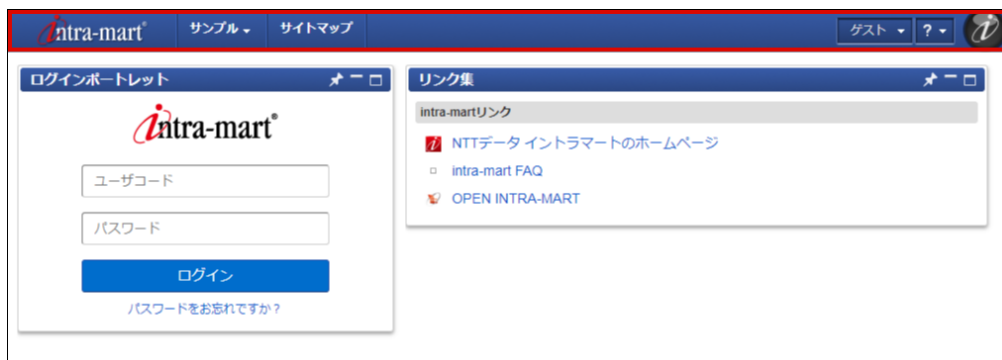 intra-mart®
サンプル
サイトマップ
ゲスト
?
ログインポートレット
intra-mart®
ユーザコード
パスワード
ログイン
パスワードをお忘れですか？
リンク集
intra-martリンク
NTTデータ イントラマートのホームページ
intra-mart FAQ
OPEN INTRA-MART